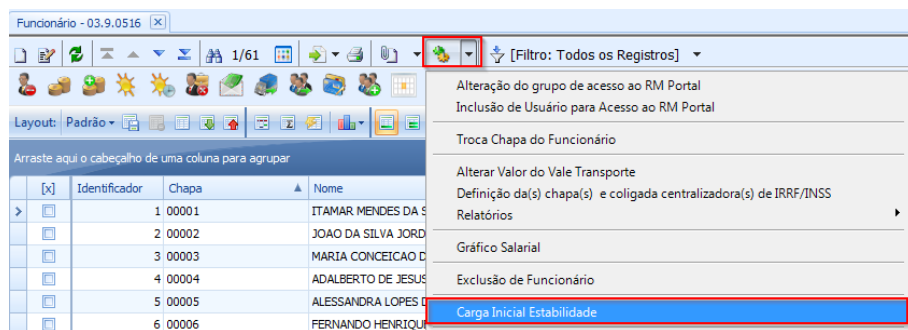 Funcionário - 03.9.0516
1/61 [Filtro: Todos os Registros]
Layout: Padrão
Arraste aqui o cabeçalho de uma coluna para agrupar
[x] Identificador Chapa Nome
1 00001 ITAMAR MENDES DA
2 00002 JOAO DA SILVA JORD
3 00003 MARIA CONCEICAO D
4 00004 ADALBERTO DE JESUS
5 00005 ALESSANDRA LOPES
6 00006 FERNANDO HENRIQU
Alteração do grupo de acesso ao RM Portal
Inclusão de Usuário para Acesso ao RM Portal
Troca Chapa do Funcionário
Alterar Valor do Vale Transporte
Definição da(s) chapa(s) e coligada centralizadora(s) de IRRF/INSS
Relatórios
Gráfico Salarial
Exclusão de Funcionário
Carga Inicial Estabilidade